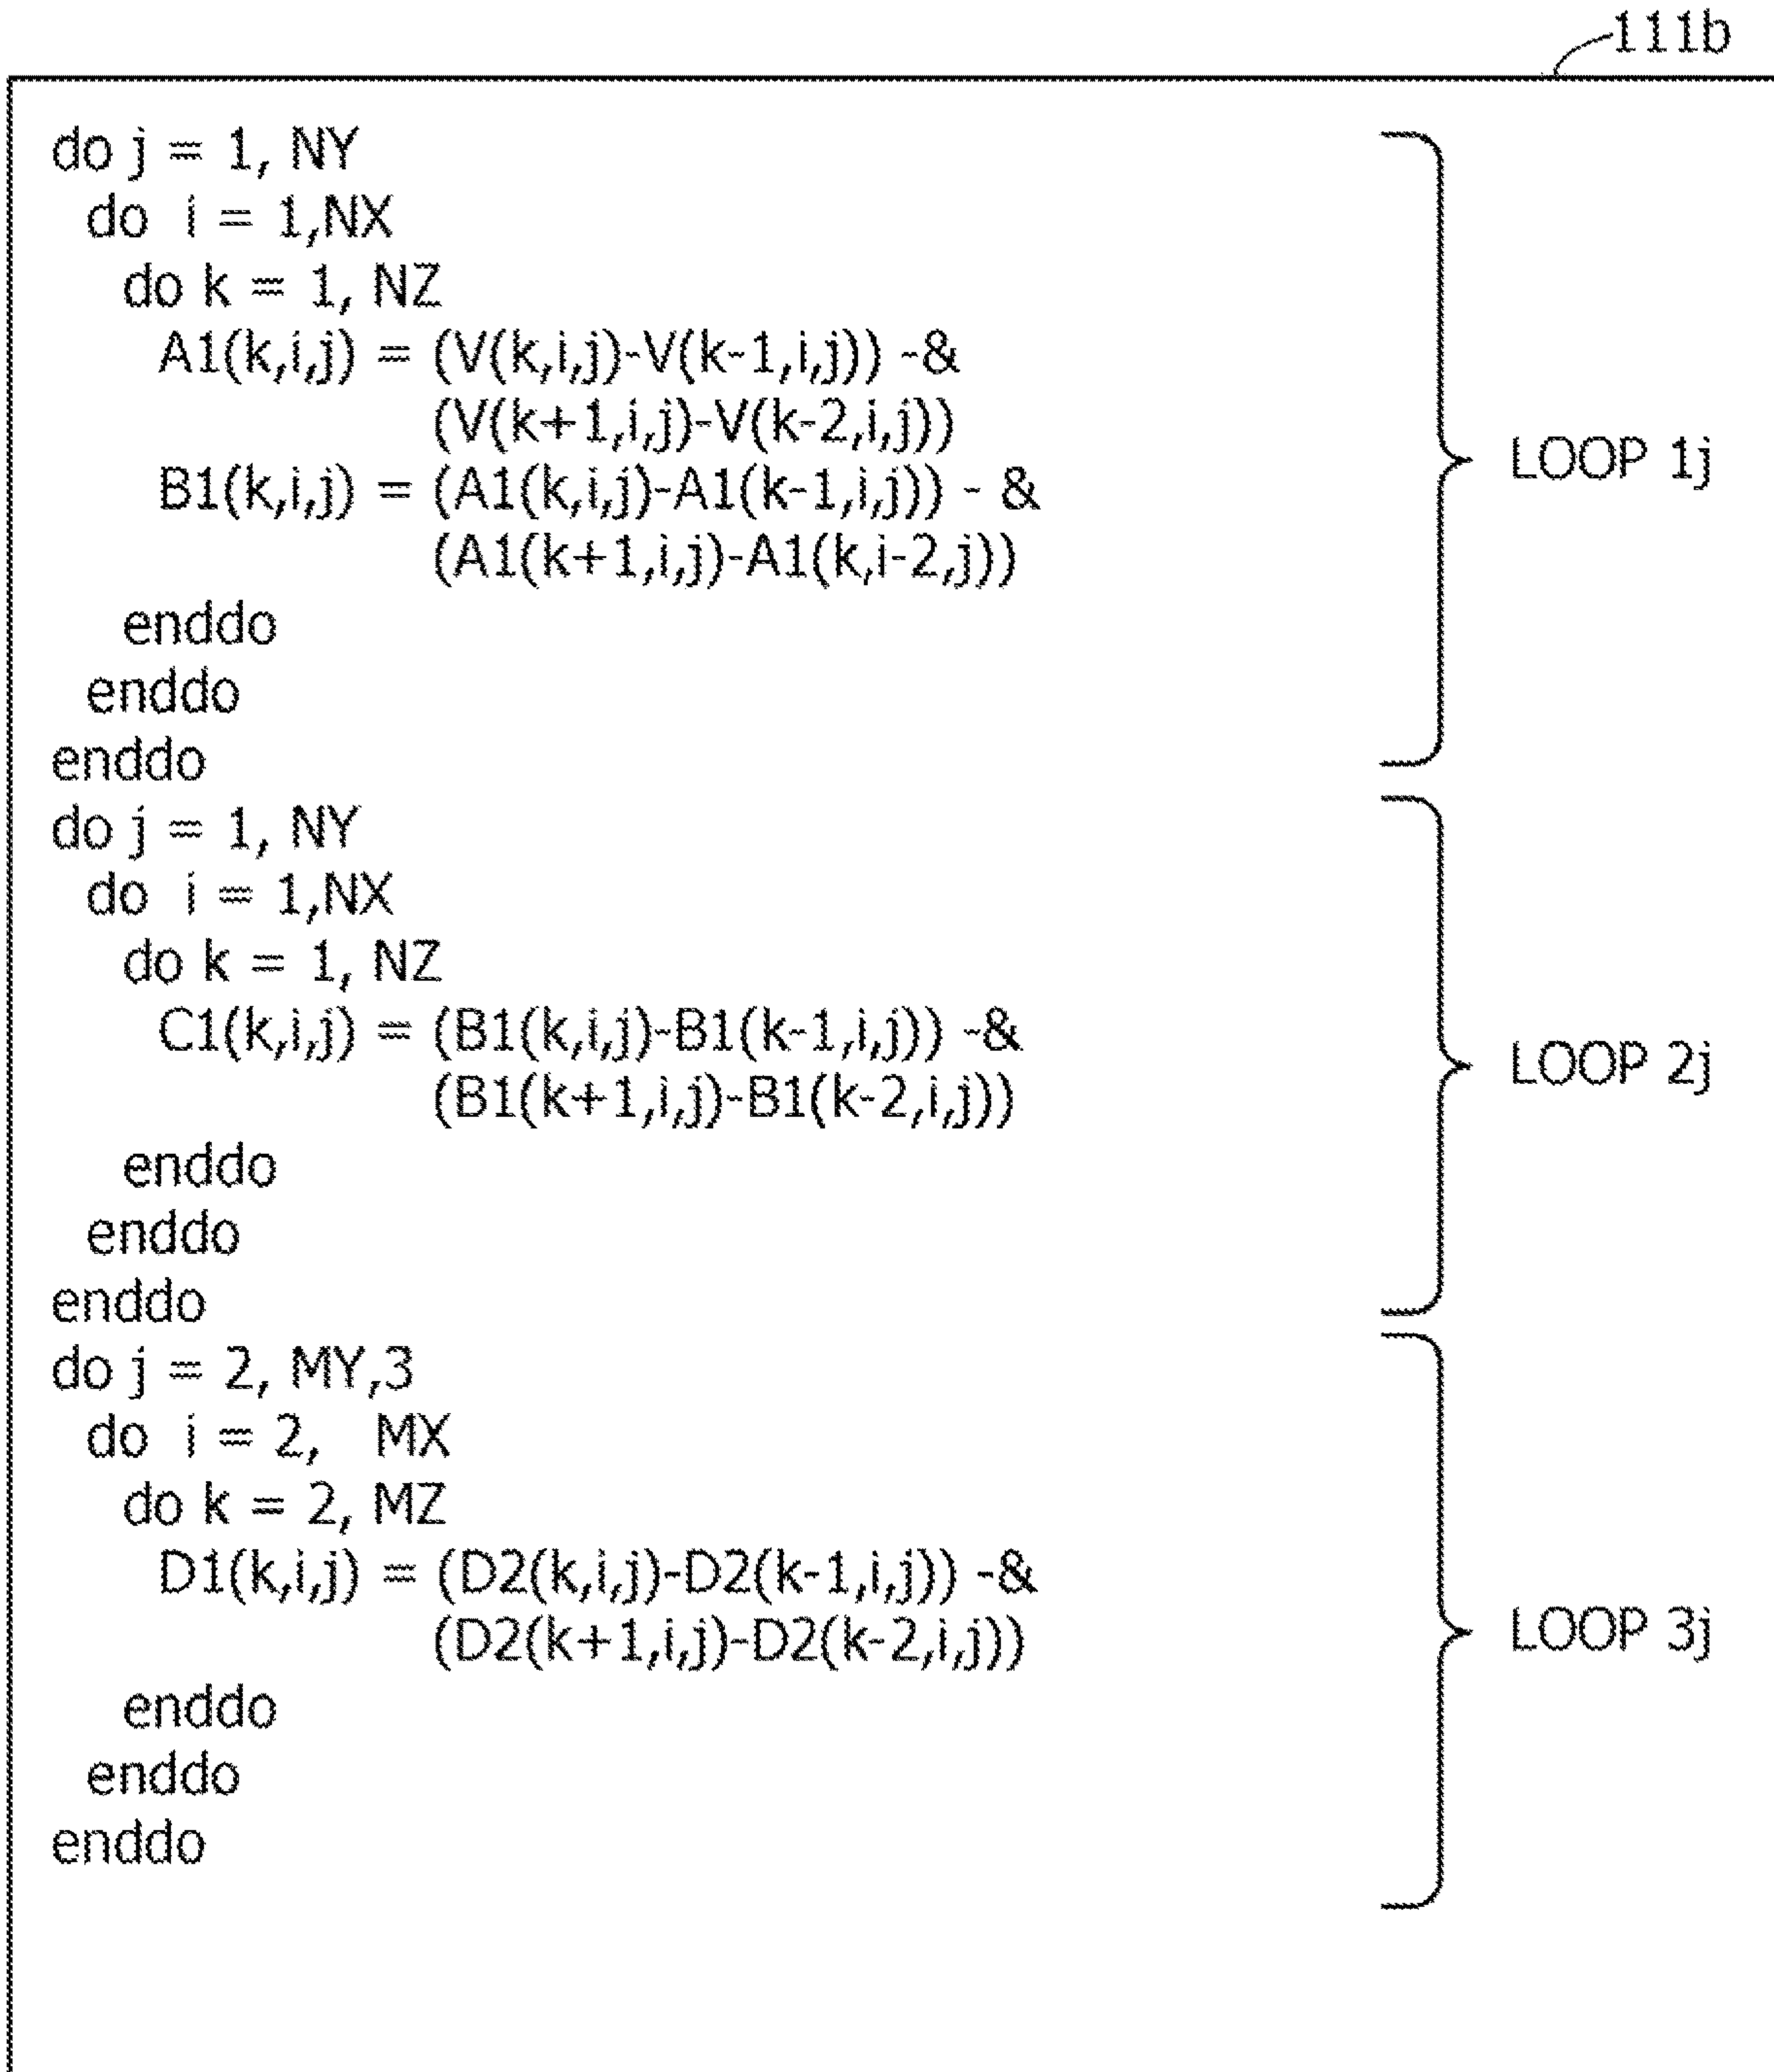 111b
do j = 1, NY
do i = 1,NX
do k = 1, NZ
A1(k,i,j) = (V(k,i,j)-V(k-1,i,j)) -&
(V(k+1,i,j)-V(k-2,i,j))
B1(k,i,j) = (A1(k,i,j)-A1(k-1,i,j)) - &
(A1(k+1,i,j)-A1(k,i-2,j))
enddo
enddo
enddo
LOOP 1j
do j = 1, NY
do i = 1,NX
do k = 1, NZ
C1(k,i,j) = (B1(k,i,j)-B1(k-1,i,j)) -&
(B1(k+1,i,j)-B1(k-2,i,j))
enddo
enddo
enddo
LOOP 2j
do j = 2, MY,3
do i = 2, MX
do k = 2, MZ
D1(k,i,j) = (D2(k,i,j)-D2(k-1,i,j)) -&
(D2(k+1,i,j)-D2(k-2,i,j))
enddo
enddo
enddo
LOOP 3j